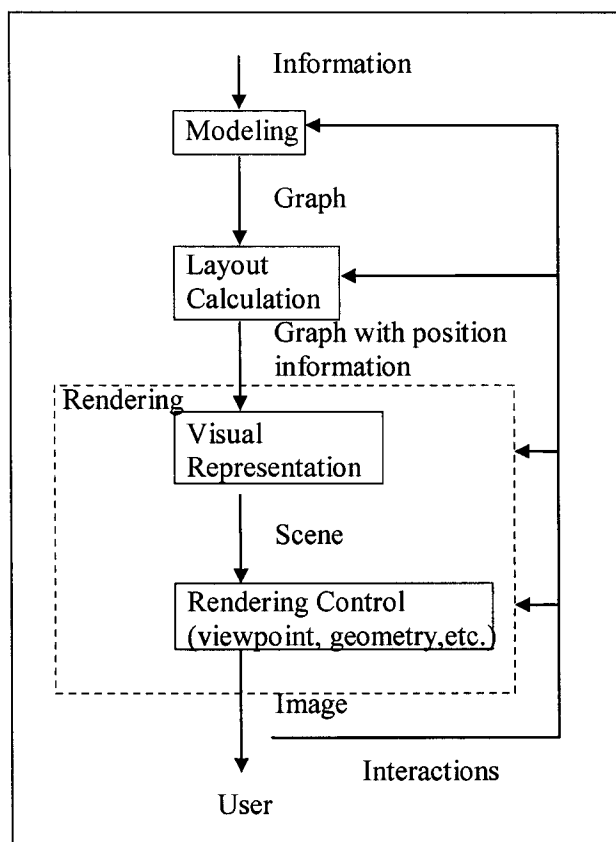 Information
Modeling
Graph
Layout
Calculation
Graph with position
information
Rendering
Visual
Representation
Scene
Rendering Control
(viewpoint, geometry,etc.)
Image
Interactions
User